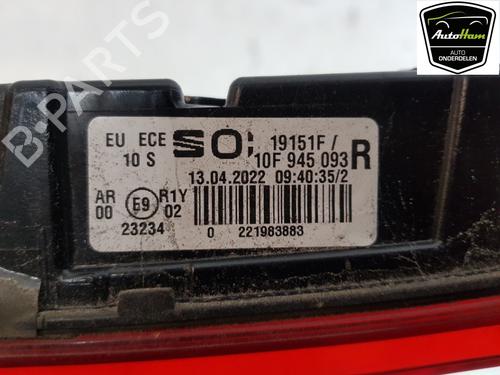 AutoHam
AUTO
ONDERDELEN
B-PARTS
EU ECE
10 S
19151F /
10F 945 093 R
13.04.2022 09:40:35/2
AR
00
E9
R1Y
02
23234
0 221983883